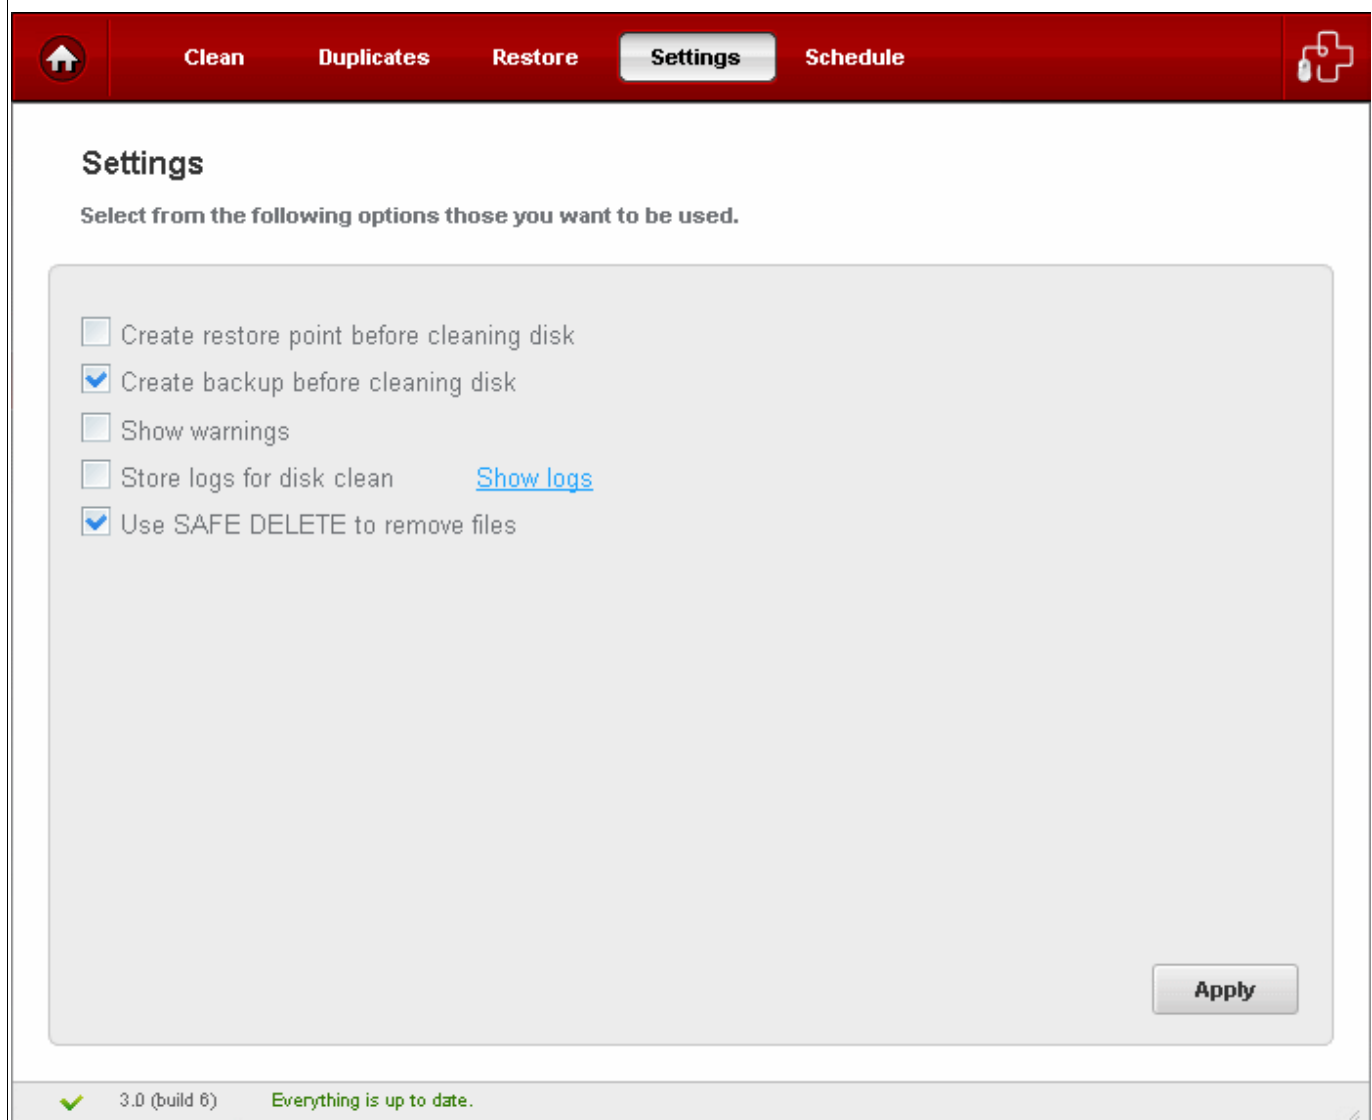 Clean Duplicates Restore Settings Schedule
Settings
Select from the following options those you want to be used.
Create restore point before cleaning disk
Create backup before cleaning disk
Show warnings
Store logs for disk clean Show logs
Use SAFE DELETE to remove files
Apply
3.0 (build 6) Everything is up to date.